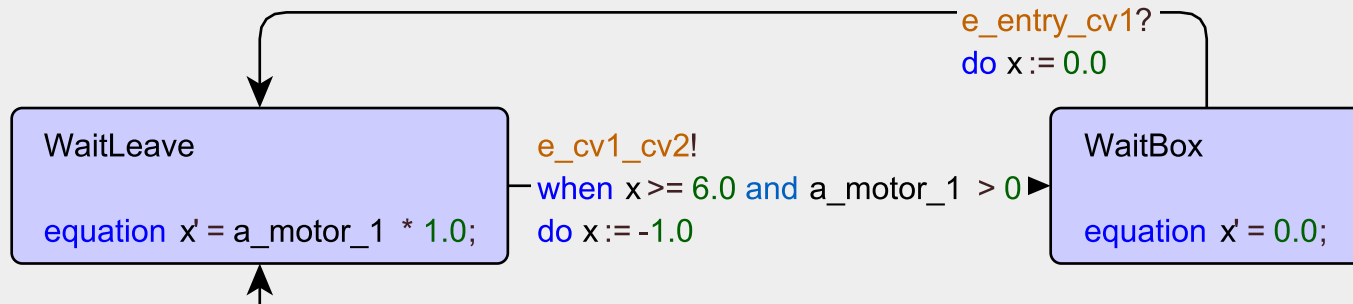 e_entry_cv1?
do x := 0.0
WaitLeave
equation x' = a_motor_1 * 1.0;
e_cv1_cv2!
when x >= 6.0 and a_motor_1 > 0
do x := -1.0
WaitBox
equation x' = 0.0;